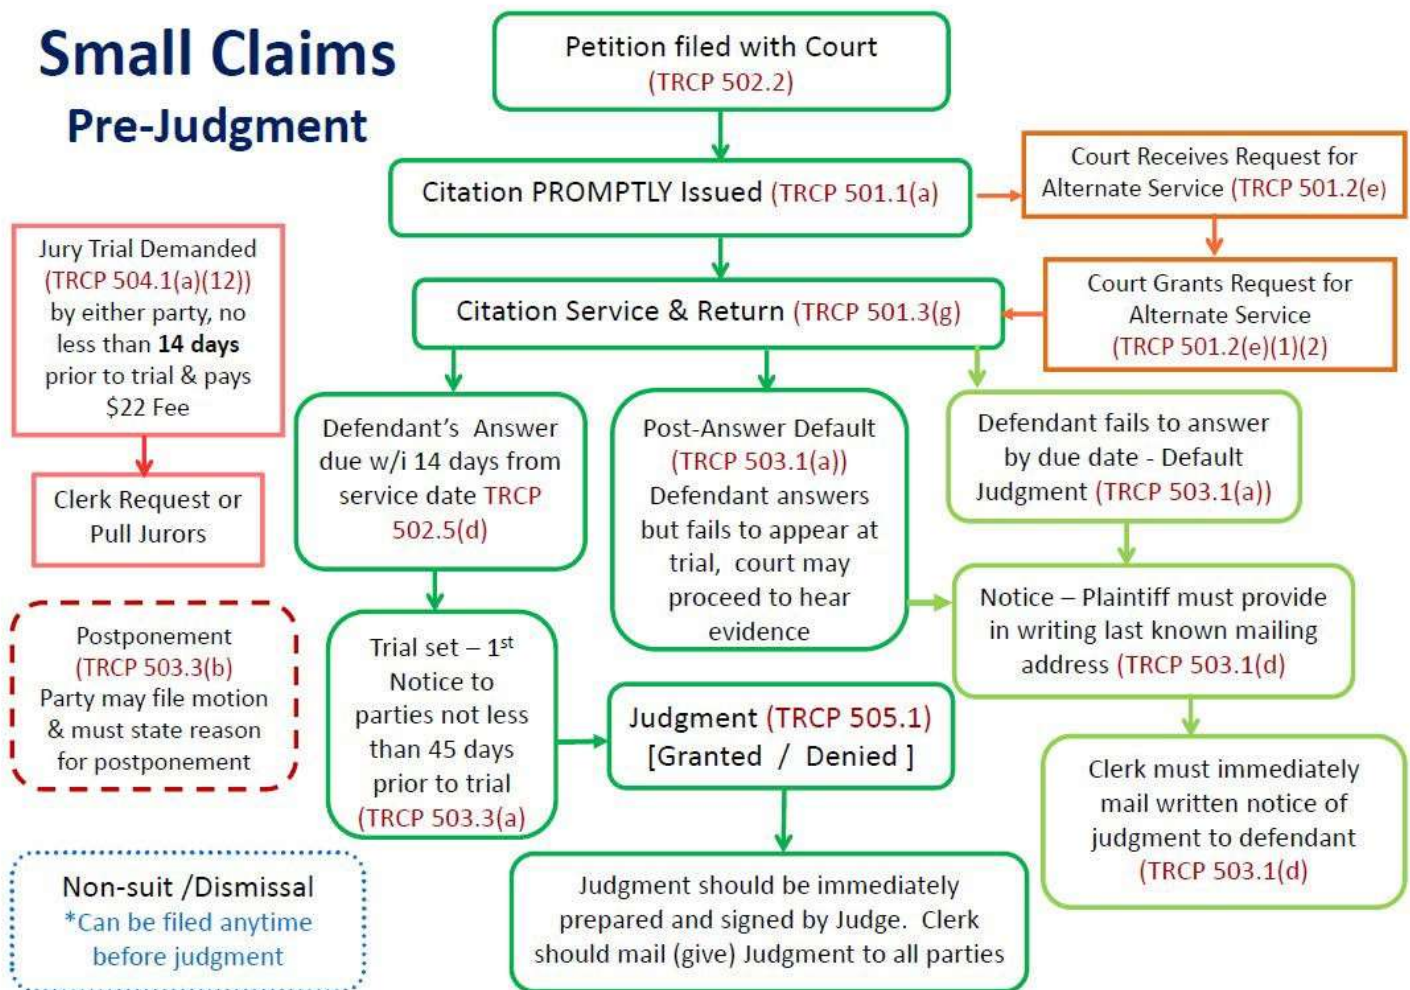 Small Claims
Pre-Judgment
Petition filed with Court
(TRCP 502.2)
Citation PROMPTLY Issued (TRCP 501.1(a)
Court Receives Request for
Alternate Service (TRCP 501.2(e)
Court Grants Request for
Alternate Service
(TRCP 501.2(e)(1)(2)
Citation Service & Return (TRCP 501.3(g)
Jury Trial Demanded
(TRCP 504.1(a)(12))
by either party, no
less than 14 days
prior to trial & pays
$22 Fee
Clerk Request or
Pull Jurors
Defendant's Answer
due w/i 14 days from
service date TRCP
502.5(d)
Post-Answer Default
(TRCP 503.1(a))
Defendant answers
but fails to appear at
trial, court may
proceed to hear
evidence
Defendant fails to answer
by due date - Default
Judgment (TRCP 503.1(a))
Notice – Plaintiff must provide
in writing last known mailing
address (TRCP 503.1(d)
Postponement
(TRCP 503.3(b)
Party may file motion
& must state reason
for postponement
Trial set – 1st
Notice to
parties not less
than 45 days
prior to trial
(TRCP 503.3(a)
Judgment (TRCP 505.1)
[Granted / Denied ]
Clerk must immediately
mail written notice of
judgment to defendant
(TRCP 503.1(d)
Non-suit /Dismissal
*Can be filed anytime
before judgment
Judgment should be immediately
prepared and signed by Judge. Clerk
should mail (give) Judgment to all parties